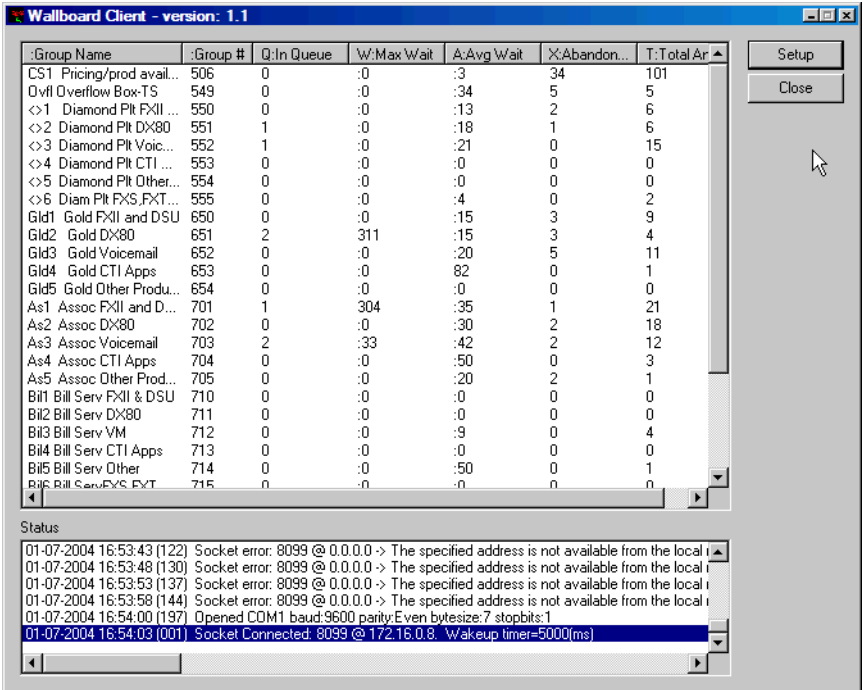 Wallboard Client - version: 1.1
:Group Name :Group # Q:In Queue W:Max Wait A:Avg Wait X:Abandon... T:Total Ar
CS1 Pricing/prod avail... 506 0 :0 :3 34 101
Ovfl Overflow Box-TS 549 0 :0 :34 5 5
<>1 Diamond Plt FXII ... 550 0 :0 :13 2 6
<>2 Diamond Plt DX80 551 1 :0 :18 1 6
<>3 Diamond Plt Voic... 552 1 :0 :21 0 15
<>4 Diamond Plt CTI ... 553 0 :0 :0 0 0
<>5 Diamond Plt Other... 554 0 :0 :0 0 0
<>6 Diam Plt FXS,FXT... 555 0 :0 :4 0 2
Gld1 Gold FXII and DSU 650 0 :0 :15 3 9
Gld2 Gold DX80 651 2 311 :15 3 4
Gld3 Gold Voicemail 652 0 :0 :20 5 11
Gld4 Gold CTI Apps 653 0 :0 82 0 1
Gld5 Gold Other Produ... 654 0 :0 :0 0 0
As1 Assoc FXII and D... 701 1 304 :35 1 21
As2 Assoc DX80 702 0 :0 :30 2 18
As3 Assoc Voicemail 703 2 :33 :42 2 12
As4 Assoc CTI Apps 704 0 :0 :50 0 3
As5 Assoc Other Prod... 705 0 :0 :20 2 1
Bil1 Bill Serv FXII & DSU 710 0 :0 :0 0 0
Bil2 Bill Serv DX80 711 0 :0 :0 0 0
Bil3 Bill Serv VM 712 0 :0 :9 0 4
Bil4 Bill Serv CTI Apps 713 0 :0 :0 0 0
Bil5 Bill Serv Other 714 0 :0 :50 0 1
Bil6 Bill ServFXS,FXT 715 0 :0 :0 0 0
Setup
Close
Status
01-07-2004 16:53:43 (122) Socket error: 8099 @ 0.0.0.0 -> The specified address is not available from the local
01-07-2004 16:53:48 (130) Socket error: 8099 @ 0.0.0.0 -> The specified address is not available from the local
01-07-2004 16:53:53 (137) Socket error: 8099 @ 0.0.0.0 -> The specified address is not available from the local
01-07-2004 16:53:58 (144) Socket error: 8099 @ 0.0.0.0 -> The specified address is not available from the local
01-07-2004 16:54:00 (197) Opened COM1 baud:9600 parity:Even bytesize:7 stopbits:1
01-07-2004 16:54:03 (001) Socket Connected: 8099 @ 172.16.0.8. Wakeup timer=5000(ms)